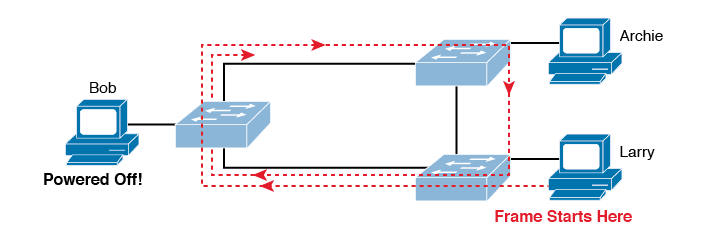 Archie
Bob
Larry
Powered Off!
Frame Starts Here